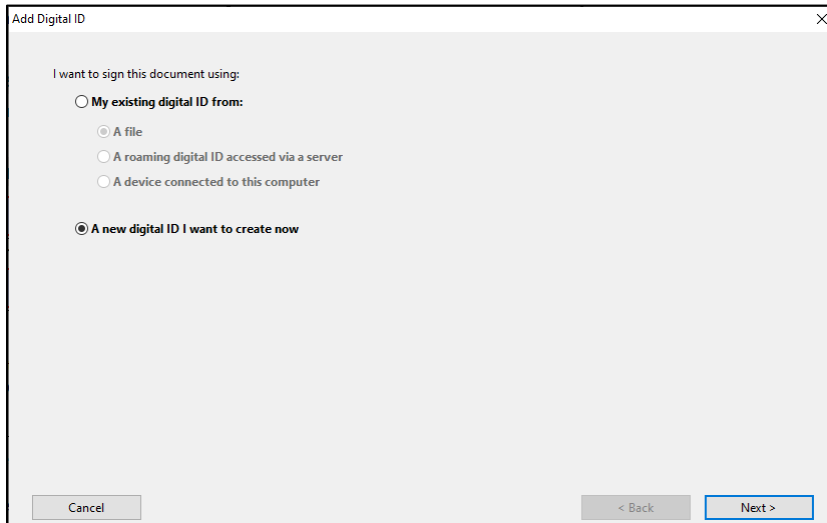 Add Digital ID
I want to sign this document using:
My existing digital ID from:
A file
A roaming digital ID accessed via a server
A device connected to this computer
A new digital ID I want to create now
Cancel
< Back
Next >